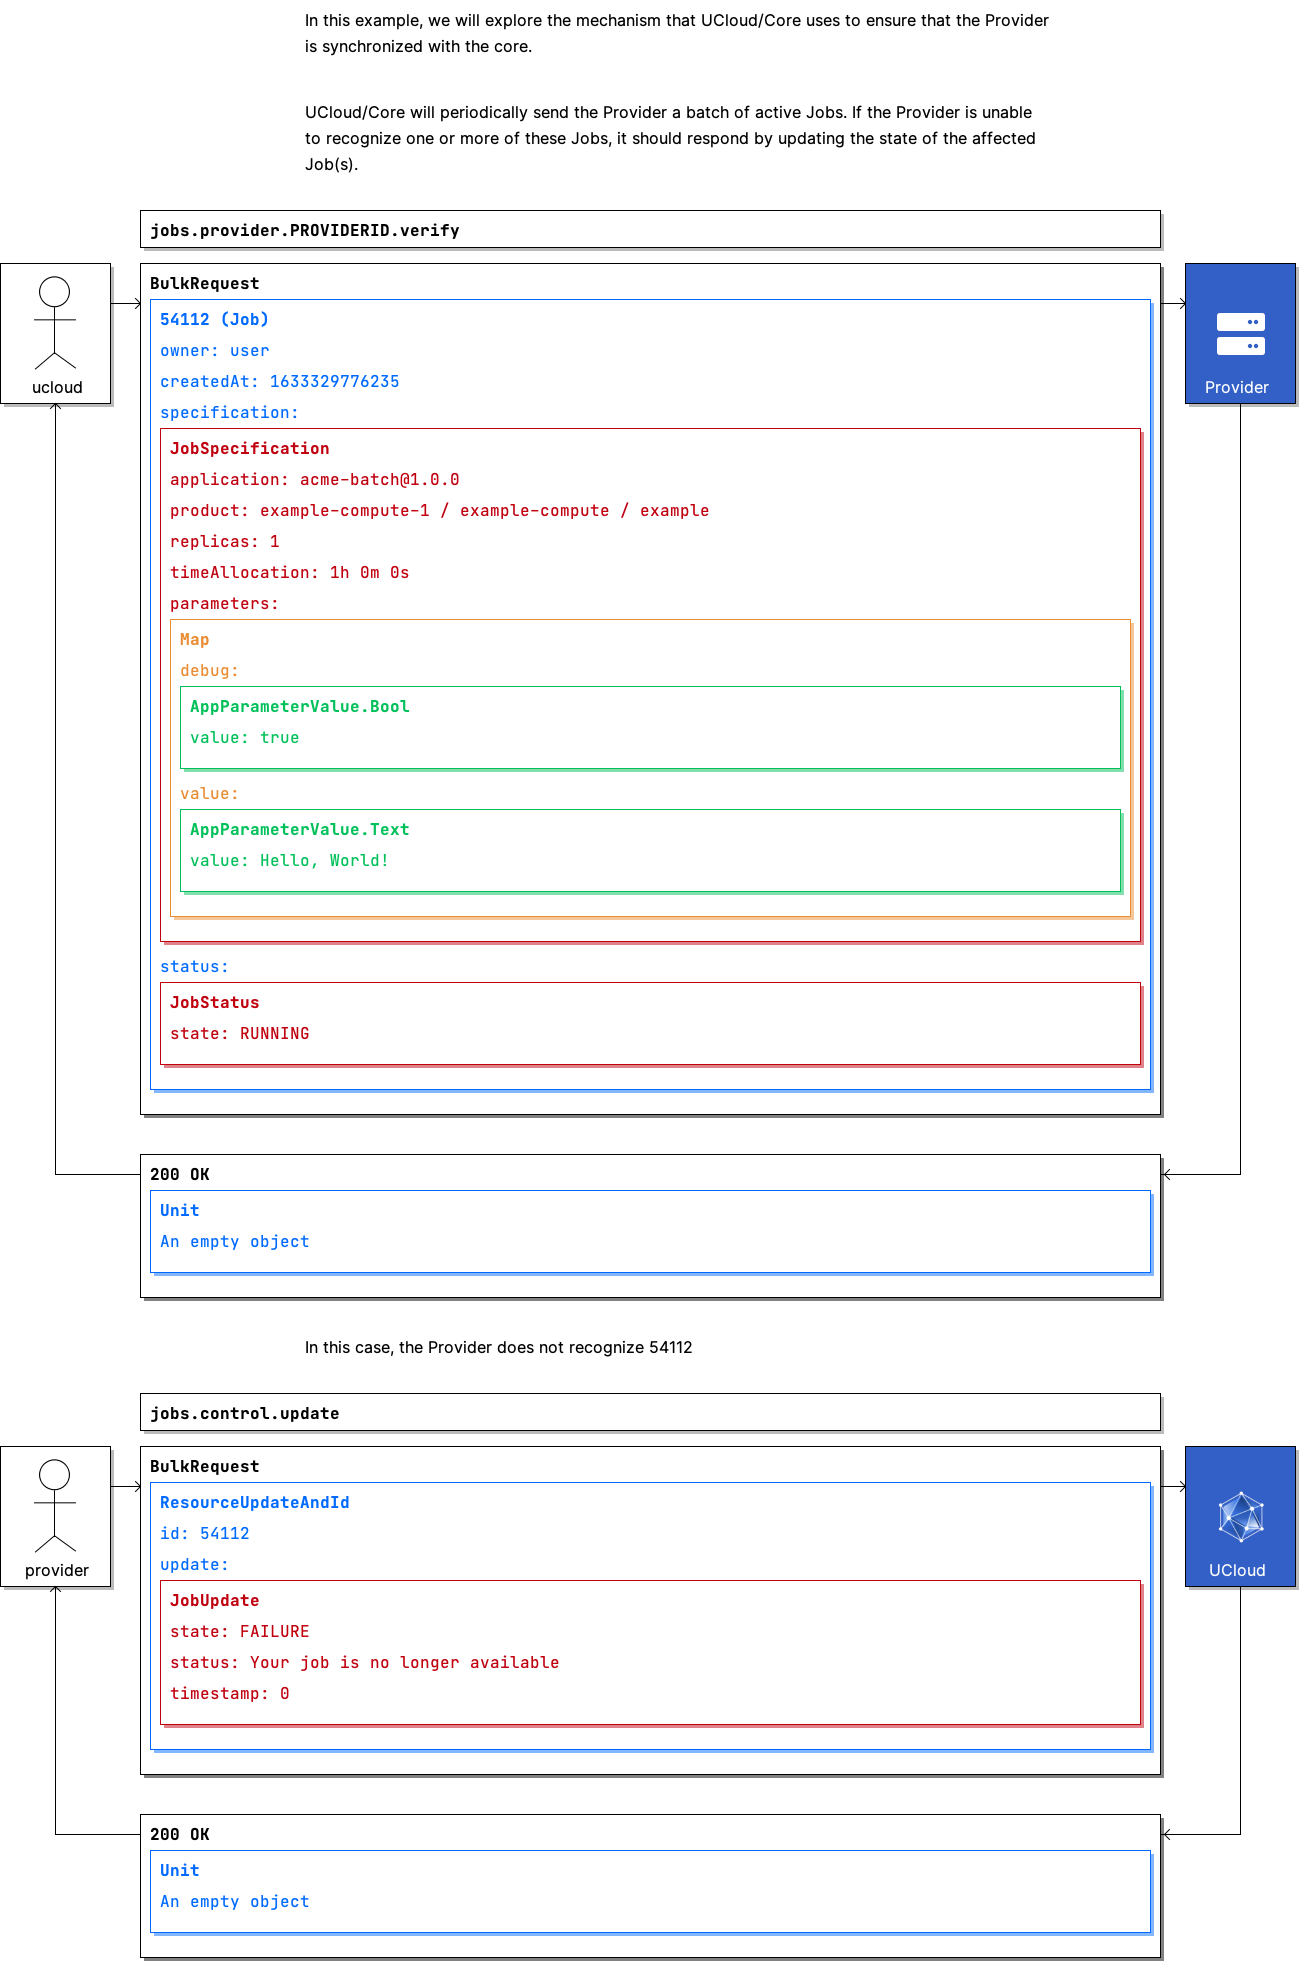 In this example, we will explore the mechanism that UCloud/Core uses to ensure that the Provider
is synchronized with the core.
UCloud/Core will periodically send the Provider a batch of active Jobs. If the Provider is unable
to recognize one or more of these Jobs, it should respond by updating the state of the affected
Job(s).
jobs.provider.PROVIDERID.verify
ucloud
BulkRequest
54112 (Job)
owner: user
createdAt: 1633329776235
specification:
JobSpecification
application: acme-batch@1.0.0
product: example-compute-1 / example-compute / example
replicas: 1
timeAllocation: 1h 0m 0s
parameters:
Map
debug:
AppParameterValue.Bool
value: true
value:
AppParameterValue.Text
value: Hello, World!
status:
JobStatus
state: RUNNING
Provider
200 OK
Unit
An empty object
In this case, the Provider does not recognize 54112
jobs.control.update
provider
BulkRequest
ResourceUpdateAndId
id: 54112
update:
JobUpdate
state: FAILURE
status: Your job is no longer available
timestamp: 0
UCloud
200 OK
Unit
An empty object